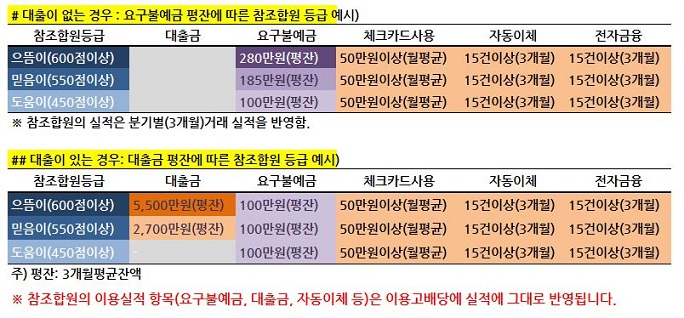 # 대출이 없는 경우 : 요구불예금 평잔에 따른 참조합원 등급 예시)
참조합원등급 대출금 요구불예금 체크카드사용 자동이체 전자금융
으뜸이(600점이상) 280만원(평잔) 50만원이상(월평균) 15건이상(3개월) 15건이상(3개월)
믿음이(550점이상) 185만원(평잔) 50만원이상(월평균) 15건이상(3개월) 15건이상(3개월)
도움이(450점이상) 100만원(평잔) 50만원이상(월평균) 15건이상(3개월) 15건이상(3개월)
※ 참조합원의 실적은 분기별(3개월)거래 실적을 반영함.
## 대출이 있는 경우: 대출금 평잔에 따른 참조합원 등급 예시)
참조합원등급 대출금 요구불예금 체크카드사용 자동이체 전자금융
으뜸이(600점이상) 5,500만원(평잔) 100만원(평잔) 50만원이상(월평균) 15건이상(3개월) 15건이상(3개월)
믿음이(550점이상) 2,700만원(평잔) 100만원(평잔) 50만원이상(월평균) 15건이상(3개월) 15건이상(3개월)
도움이(450점이상) - 100만원(평잔) 50만원이상(월평균) 15건이상(3개월) 15건이상(3개월)
주) 평잔: 3개월평균잔액
※ 참조합원의 이용실적 항목(요구불예금, 대출금, 자동이체 등)은 이용고배당에 실적에 그대로 반영됩니다.